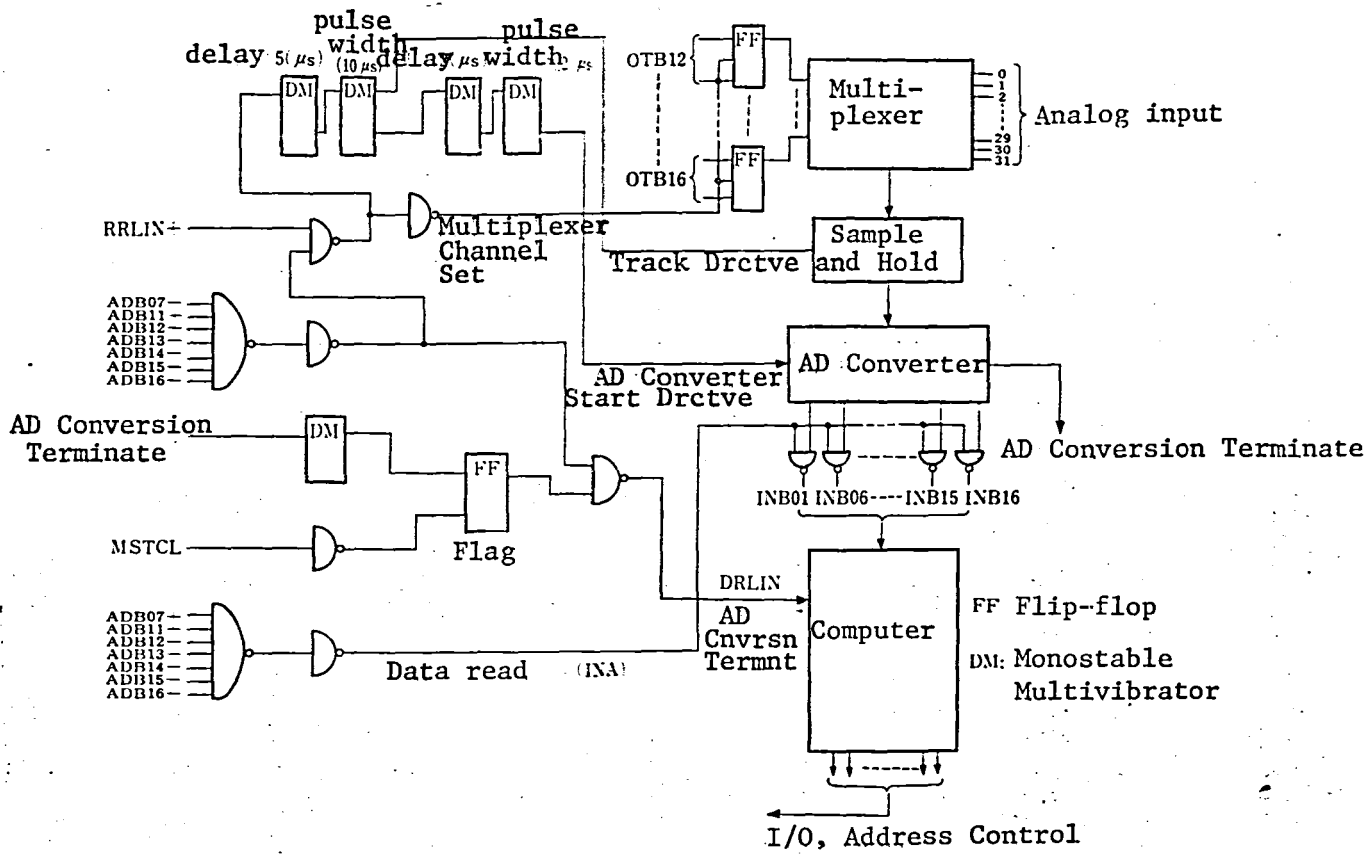 pulse
width
pulse
delay 5(μs)
(10 μs)
delay
(μs)
width
2 μs
DM
DM
DM
DM
OTB12
FF
OTB16
FF
Multi-
plexer
0
1
2
29
30
31
Analog input
RRLIN+
Multiplexer
Channel
Set
Track Drctve
Sample
and Hold
ADB07-
ADB11-
ADB12-
ADB13-
ADB14-
ADB15-
ADB16-
AD Converter
Start Drctve
AD Converter
AD Conversion
Terminate
DM
FF
Flag
MSTCL
AD Conversion Terminate
INB01 INB06----INB15 INB16
DRLIN
AD
Cnvrsn
Termnt
Computer
ADB07-
ADB11-
ADB12-
ADB13-
ADB14-
ADB15-
ADB16-
Data read (INA)
FF Flip-flop
DM: Monostable
Multivibrator
I/O, Address Control